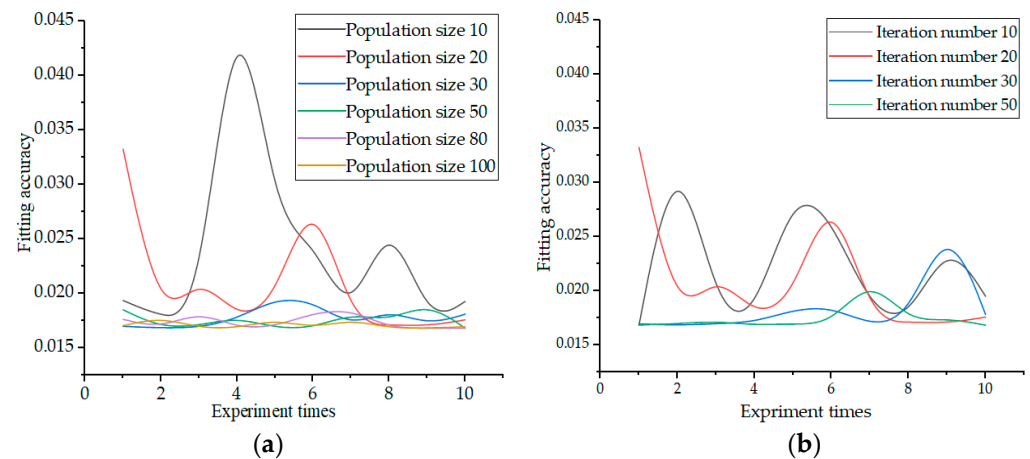 0.045
0.040
0.035
0.030
0.025
0.020
0.015
Fitting accuracy
Population size 10
Population size 20
Population size 30
Population size 50
Population size 80
Population size 100
0 2 4 6 8 10
Experiment times
(a)
0.045
0.040
0.035
0.030
0.025
0.020
0.015
Fitting accuracy
Iteration number 10
Iteration number 20
Iteration number 30
Iteration number 50
0 2 4 6 8 10
Expriment times
(b)